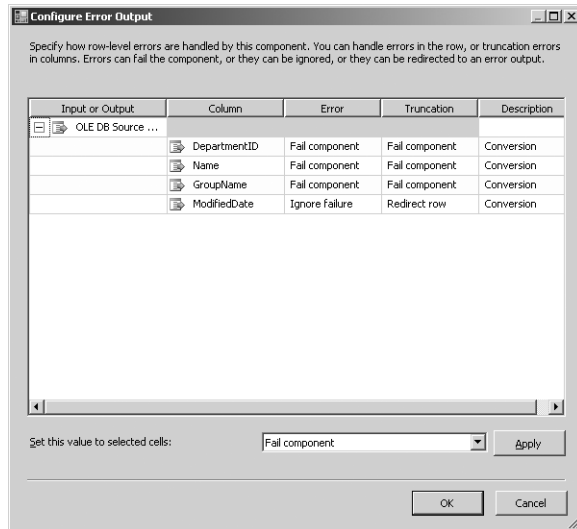 Configure Error Output
Specify how row-level errors are handled by this component. You can handle errors in the row, or truncation errors
in columns. Errors can fail the component, or they can be ignored, or they can be redirected to an error output.
Input or Output Column Error Truncation Description
OLE DB Source ...
DepartmentID Fail component Fail component Conversion
Name Fail component Fail component Conversion
GroupName Fail component Fail component Conversion
ModifiedDate Ignore failure Redirect row Conversion
Set this value to selected cells: Fail component Apply
OK Cancel